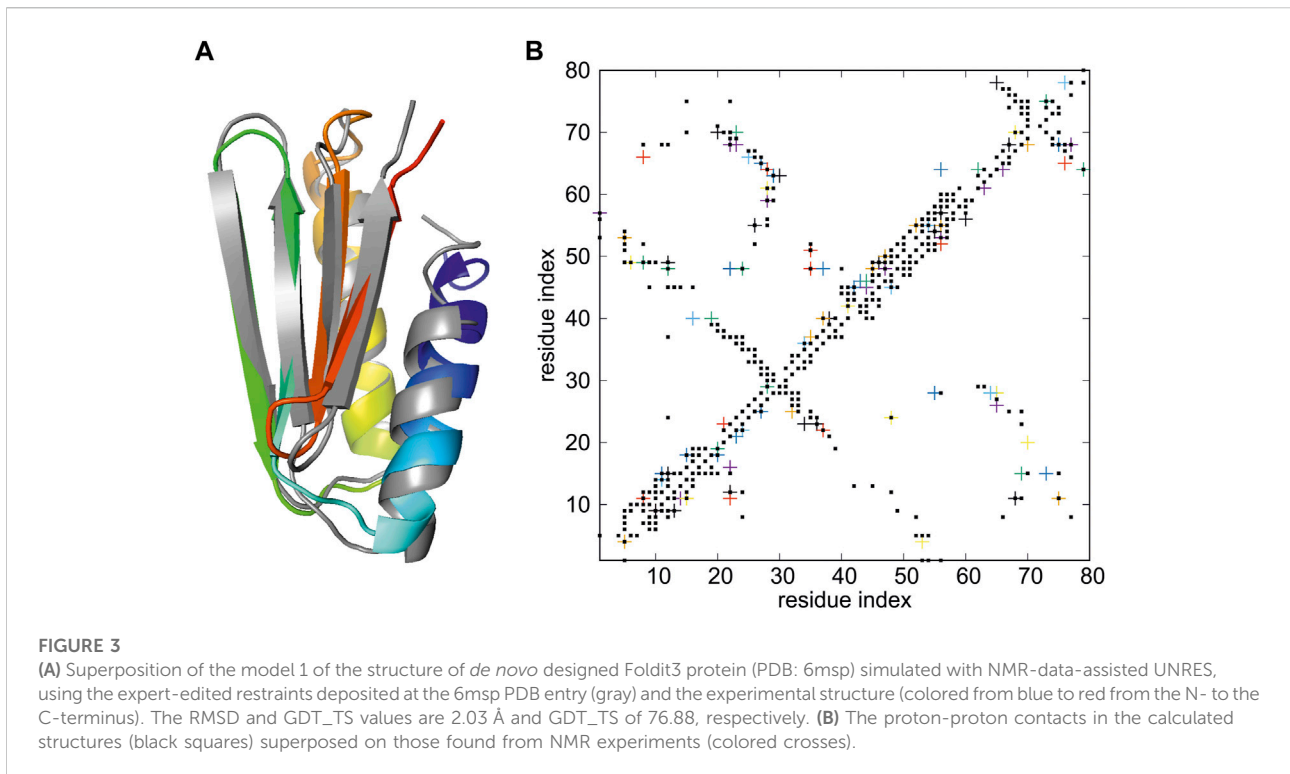 A
B
80
70
60
50
40
30
20
10
residue index
10 20 30 40 50 60 70 80
residue index
FIGURE 3
(A) Superposition of the model 1 of the structure of de novo designed Foldit3 protein (PDB: 6msp) simulated with NMR-data-assisted UNRES,
using the expert-edited restraints deposited at the 6msp PDB entry (gray) and the experimental structure (colored from blue to red from the N- to the
C-terminus). The RMSD and GDT_TS values are 2.03 Å and GDT_TS of 76.88, respectively. (B) The proton-proton contacts in the calculated
structures (black squares) superposed on those found from NMR experiments (colored crosses).